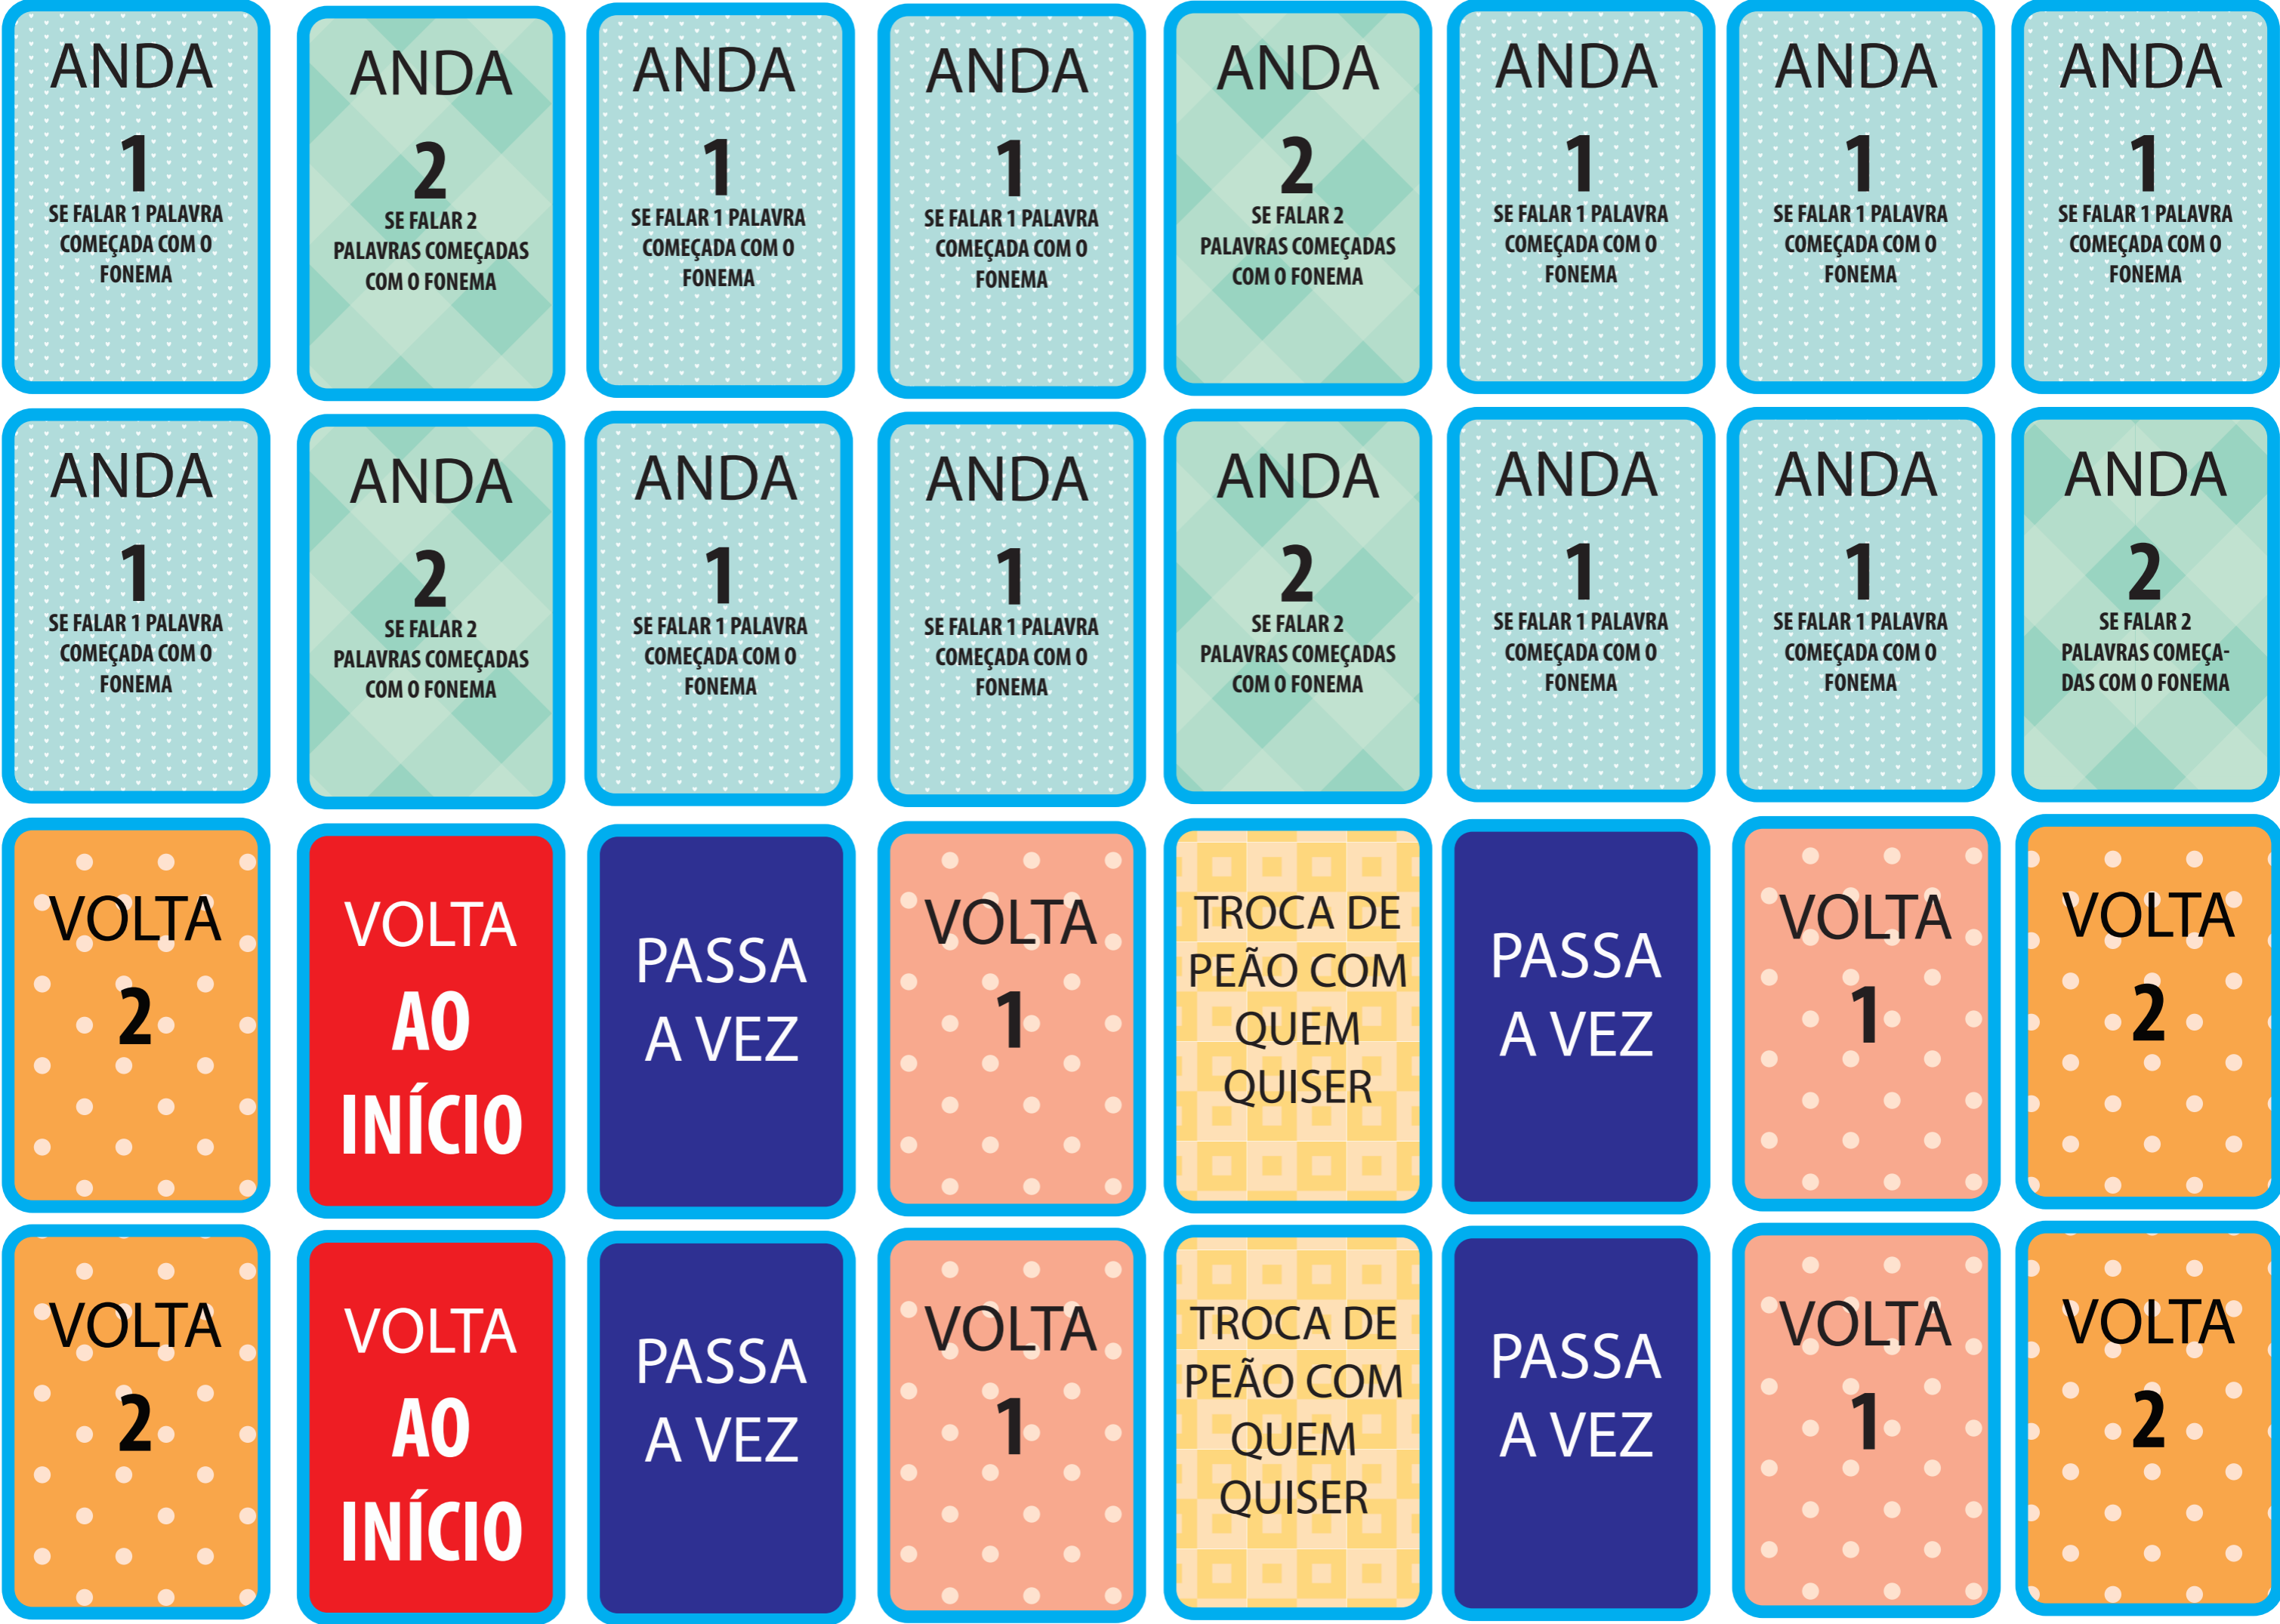 ANDA
1
SE FALAR 1 PALAVRA
COMEÇADA COM O
FONEMA
ANDA
2
SE FALAR 2
PALAVRAS COMEÇADAS
COM O FONEMA
ANDA
1
SE FALAR 1 PALAVRA
COMEÇADA COM O
FONEMA
ANDA
1
SE FALAR 1 PALAVRA
COMEÇADA COM O
FONEMA
ANDA
2
SE FALAR 2
PALAVRAS COMEÇADAS
COM O FONEMA
ANDA
1
SE FALAR 1 PALAVRA
COMEÇADA COM O
FONEMA
ANDA
1
SE FALAR 1 PALAVRA
COMEÇADA COM O
FONEMA
ANDA
1
SE FALAR 1 PALAVRA
COMEÇADA COM O
FONEMA
ANDA
1
SE FALAR 1 PALAVRA
COMEÇADA COM O
FONEMA
ANDA
2
SE FALAR 2
PALAVRAS COMEÇADAS
COM O FONEMA
ANDA
1
SE FALAR 1 PALAVRA
COMEÇADA COM O
FONEMA
ANDA
1
SE FALAR 1 PALAVRA
COMEÇADA COM O
FONEMA
ANDA
2
SE FALAR 2
PALAVRAS COMEÇADAS
COM O FONEMA
ANDA
1
SE FALAR 1 PALAVRA
COMEÇADA COM O
FONEMA
ANDA
1
SE FALAR 1 PALAVRA
COMEÇADA COM O
FONEMA
ANDA
2
SE FALAR 2
PALAVRAS COMEÇA-
DAS COM O FONEMA
VOLTA
2
VOLTA
AO
INÍCIO
PASSA
A VEZ
VOLTA
1
TROCA DE
PEÃO COM
QUEM
QUISER
PASSA
A VEZ
VOLTA
1
VOLTA
2
VOLTA
2
VOLTA
AO
INÍCIO
PASSA
A VEZ
VOLTA
1
TROCA DE
PEÃO COM
QUEM
QUISER
PASSA
A VEZ
VOLTA
1
VOLTA
2